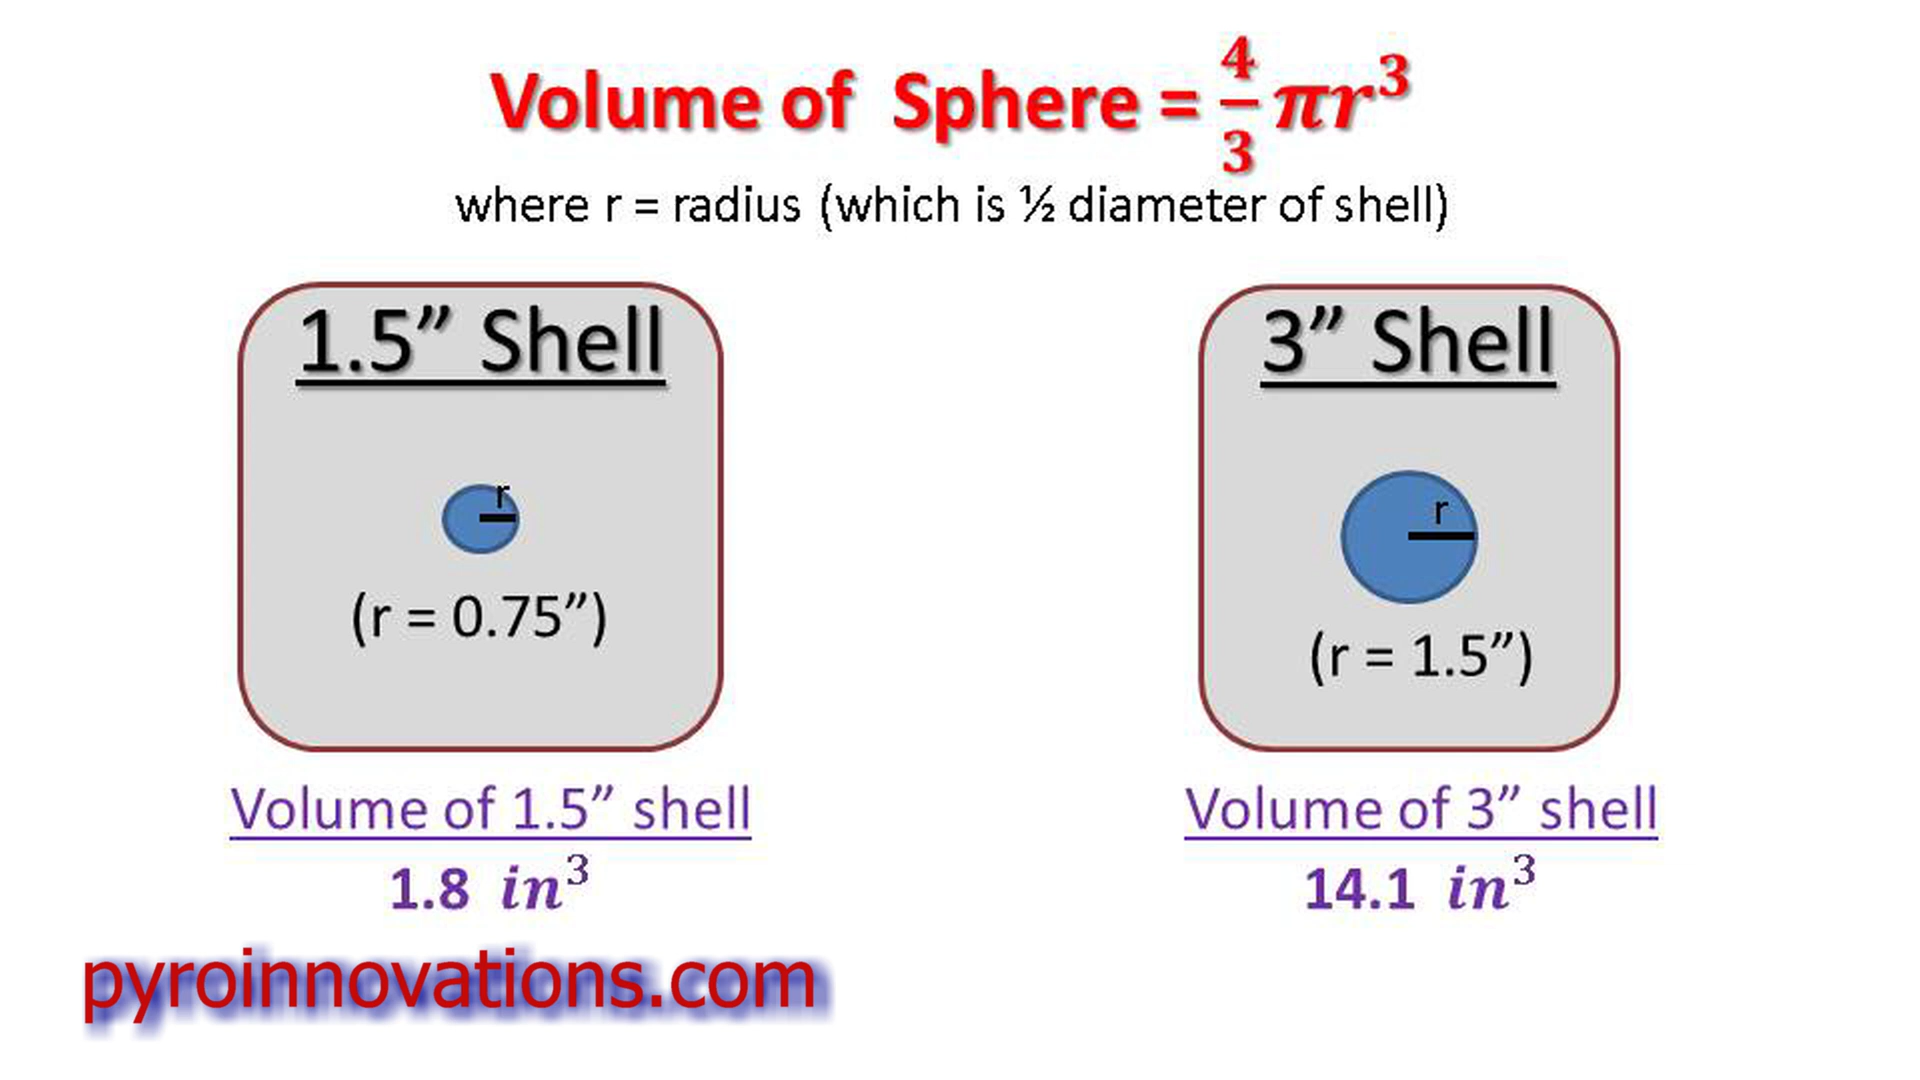 Volume of Sphere = 4/3 πr³
where r = radius (which is ½ diameter of shell)
1.5” Shell
r
(r = 0.75”)
Volume of 1.5” shell
1.8 in³
3” Shell
r
(r = 1.5”)
Volume of 3” shell
14.1 in³
pyroinnovations.com